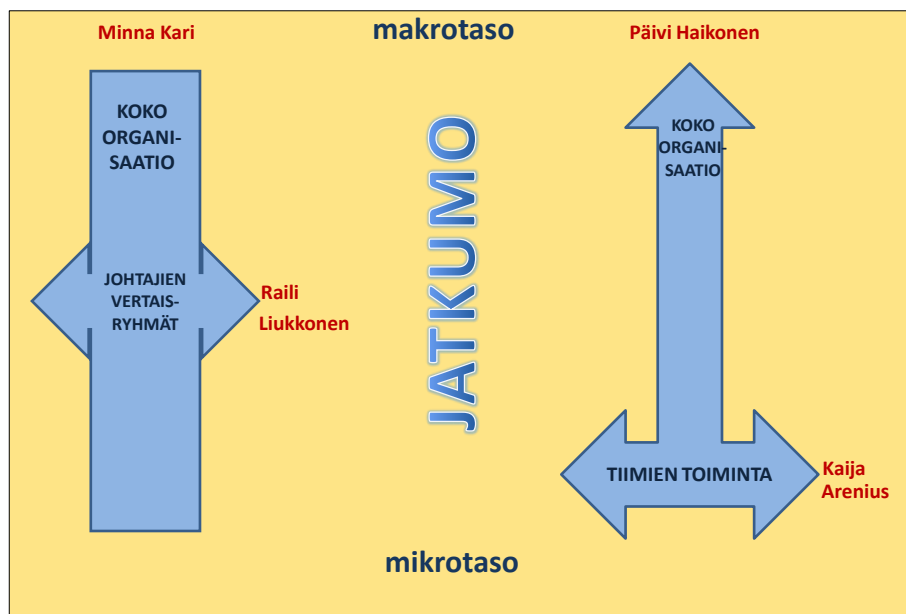 Minna Kari
makrotaso
Päivi Haikonen
KOKO
ORGANI-
SAATIO
JOHTAJIEN
VERTAIS-
RYHMÄT
Raili
Liukkonen
JATKUMO
KOKO
ORGANI-
SAATIO
TIIMIEN TOIMINTA
Kaija
Arenius
mikrotaso